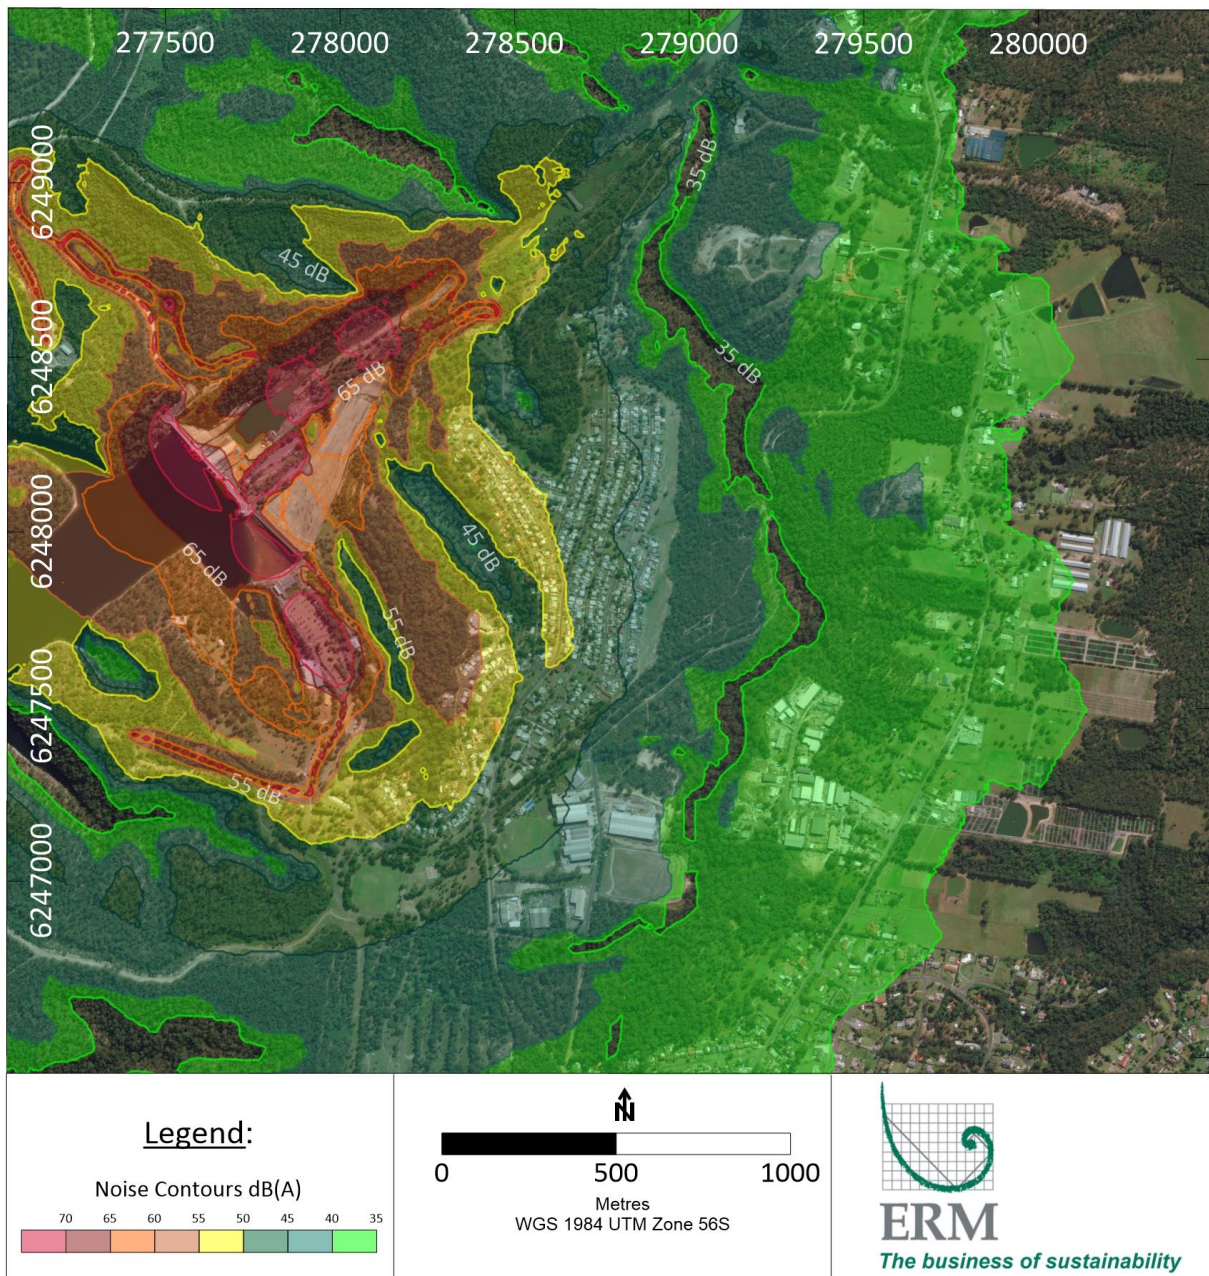 277500 278000 278500 279000 279500 280000
6249000
6248500
6248000
6247500
6247000
35 dB
45 dB
35 dB
65 dB
45 dB
65 dB
55 dB
55 dB
Legend:
Noise Contours dB(A)
70 65 60 55 50 45 40 35
N
0 500 1000
Metres
WGS 1984 UTM Zone 56S
ERM
The business of sustainability